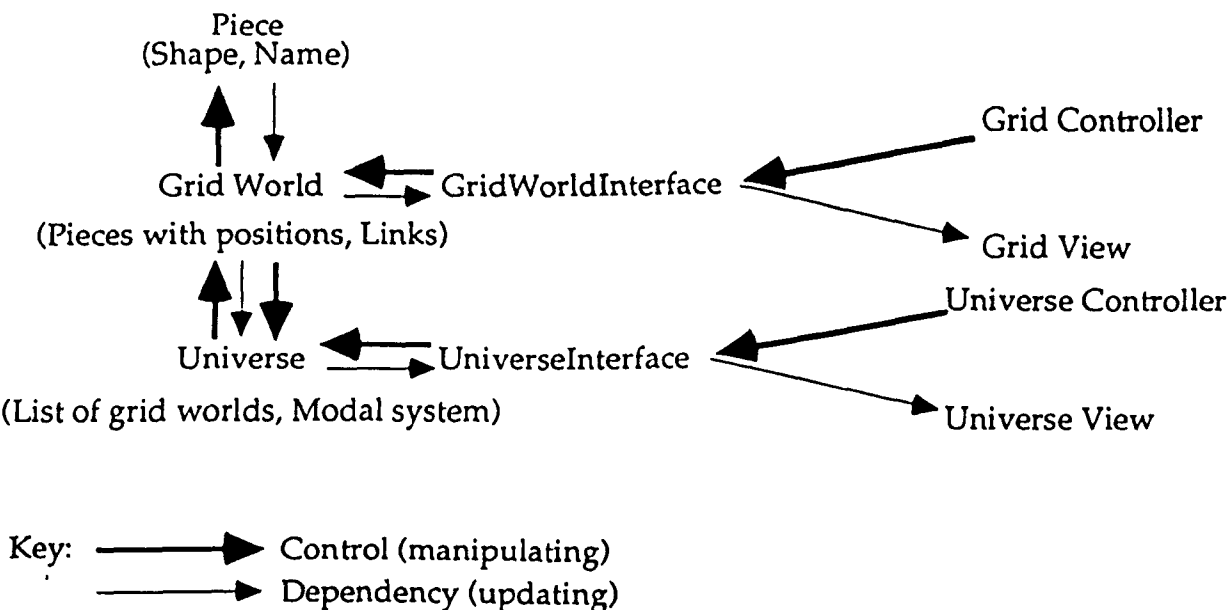 Piece
(Shape, Name)
Grid Controller
Grid World
GridWorldInterface
(Pieces with positions, Links)
Grid View
Universe Controller
Universe
UniverseInterface
(List of grid worlds, Modal system)
Universe View
Key:
Control (manipulating)
Dependency (updating)